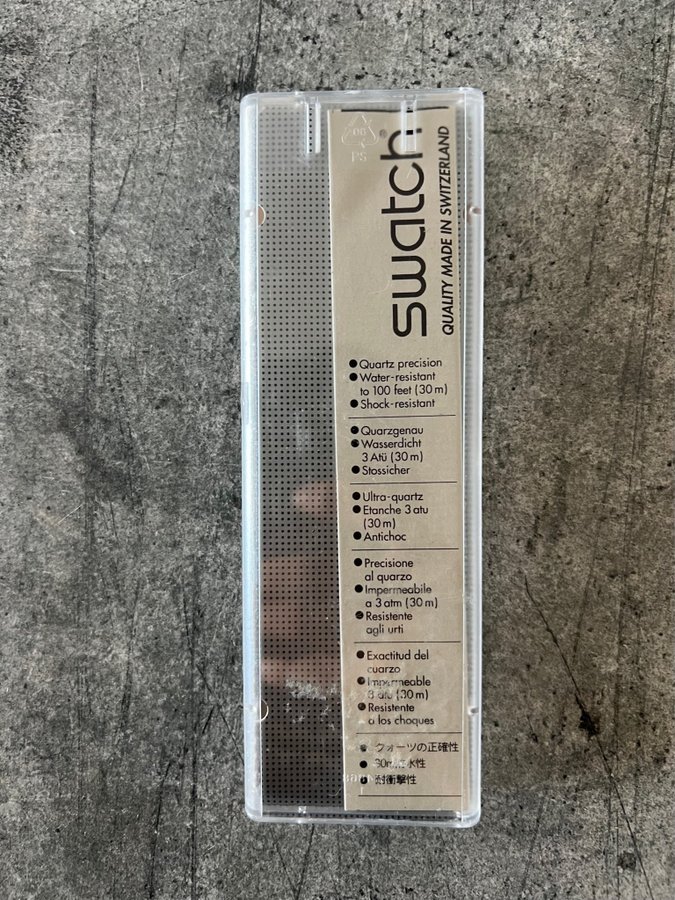 06
PS
swatch®
QUALITY MADE IN SWITZERLAND
● Quartz precision
● Water-resistant
to 100 feet (30 m)
● Shock-resistant
● Quarzgenau
● Wasserdicht
3 Atü (30 m)
● Stossicher
● Ultra-quartz
● Etanche 3 atu
(30 m)
● Antichoc
● Precisione
al quarzo
● Impermeabile
a 3 atm (30 m)
● Resistente
agli urti
● Exactitud del
cuarzo
● Impermeable
3 atu (30 m)
● Resistente
a los choques
● クォーツの正確性
● 30m防水性
● 耐衝撃性